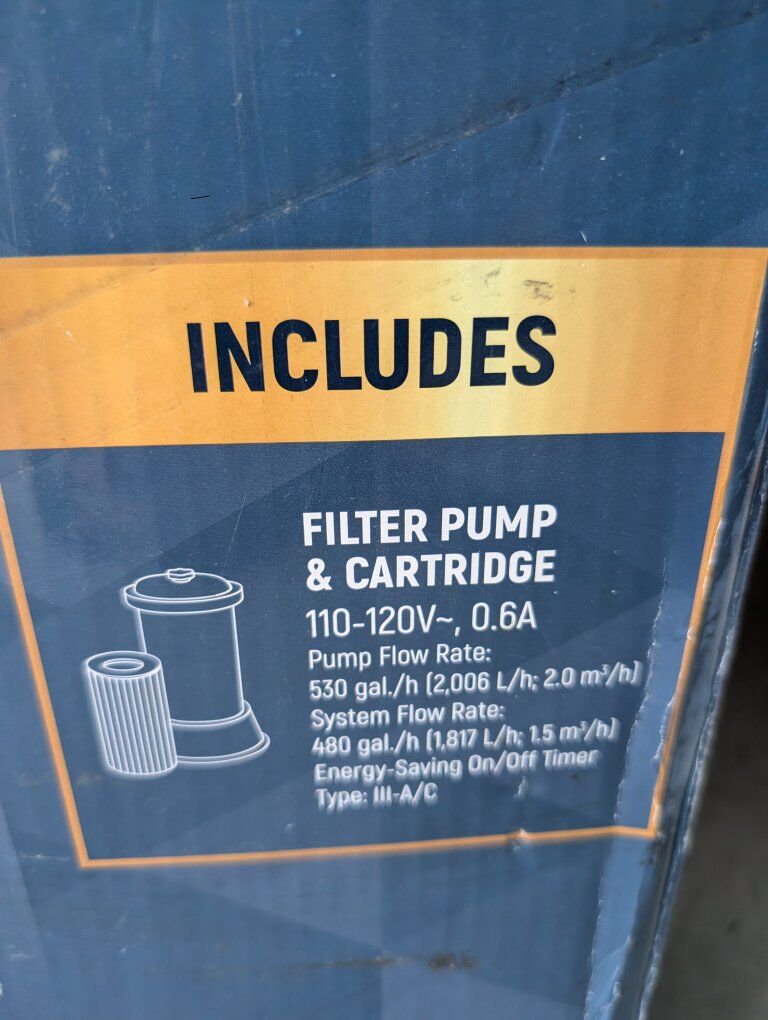 INCLUDES
FILTER PUMP
& CARTRIDGE
110-120V~, 0.6A
Pump Flow Rate:
530 gal./h (2,006 L/h; 2.0 m³/h)
System Flow Rate:
480 gal./h (1,817 L/h; 1.5 m³/h)
Energy-Saving On/Off Timer
Type: III-A/C